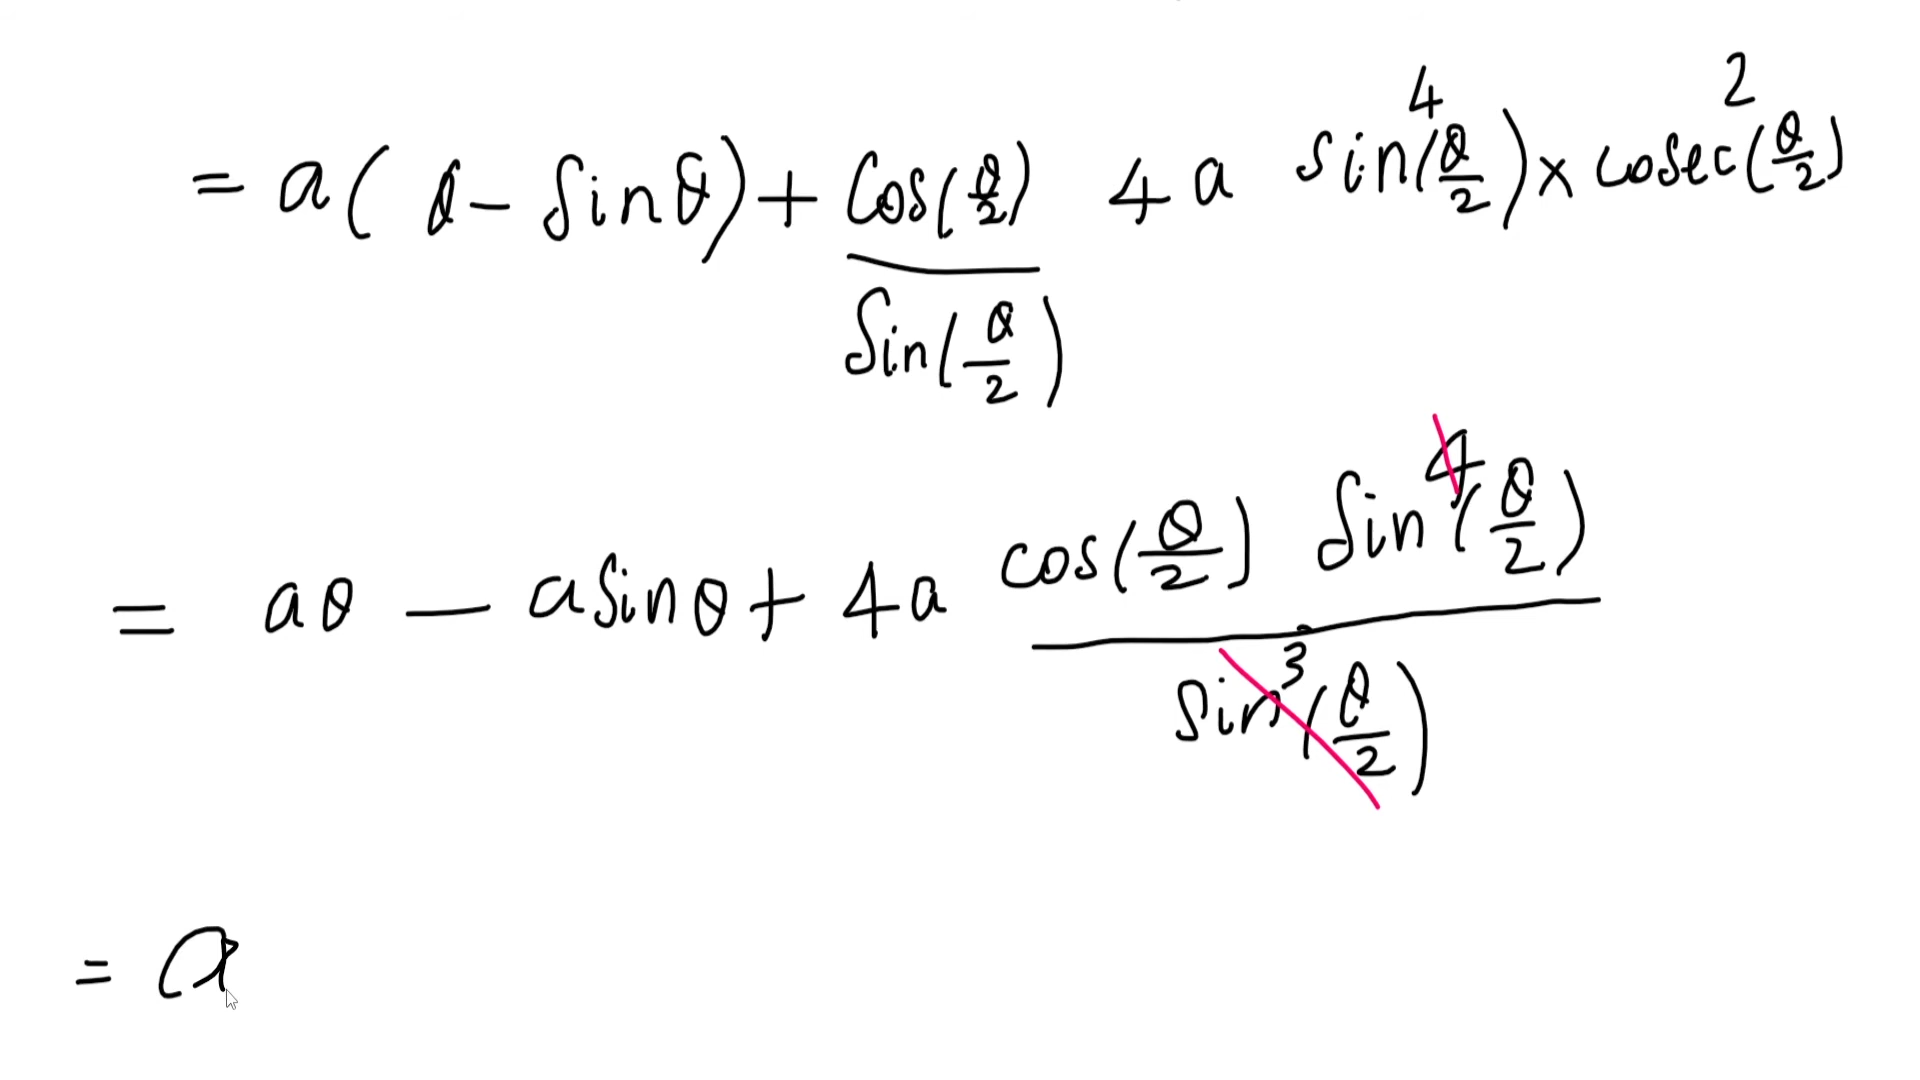 = a(θ - sinθ) + cos(θ/2)/sin(θ/2) 4a sin⁴(θ/2) × cosec²(θ/2)
= aθ - asinθ + 4a cos(θ/2) sin⁴(θ/2)/sin³(θ/2)
= a